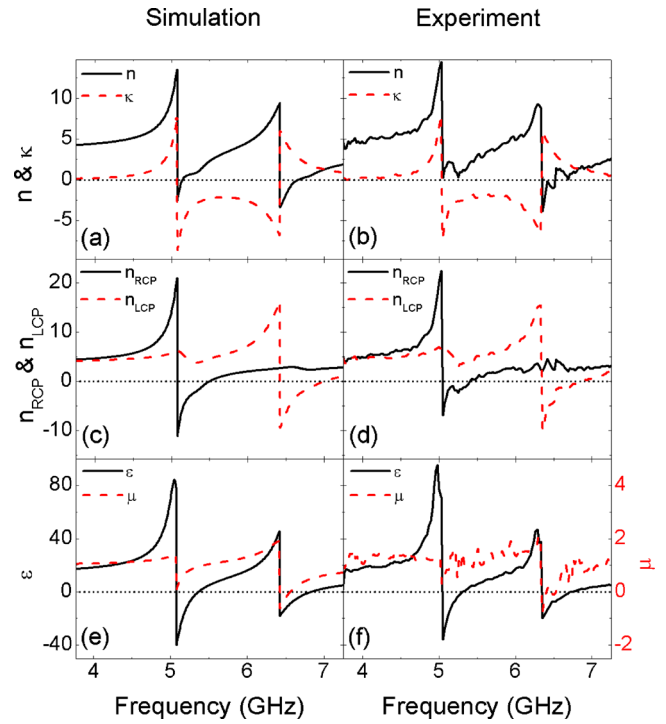 Simulation Experiment
n
κ
n
κ
15
10
5
0
-5
n & κ
(a)
(b)
n_RCP
n_LCP
n_RCP
n_LCP
20
10
0
-10
n_RCP & n_LCP
(c)
(d)
ε
μ
ε
μ
80
40
0
-40
ε
4
2
0
-2
μ
(e)
(f)
4 5 6 7 4 5 6 7
Frequency (GHz) Frequency (GHz)